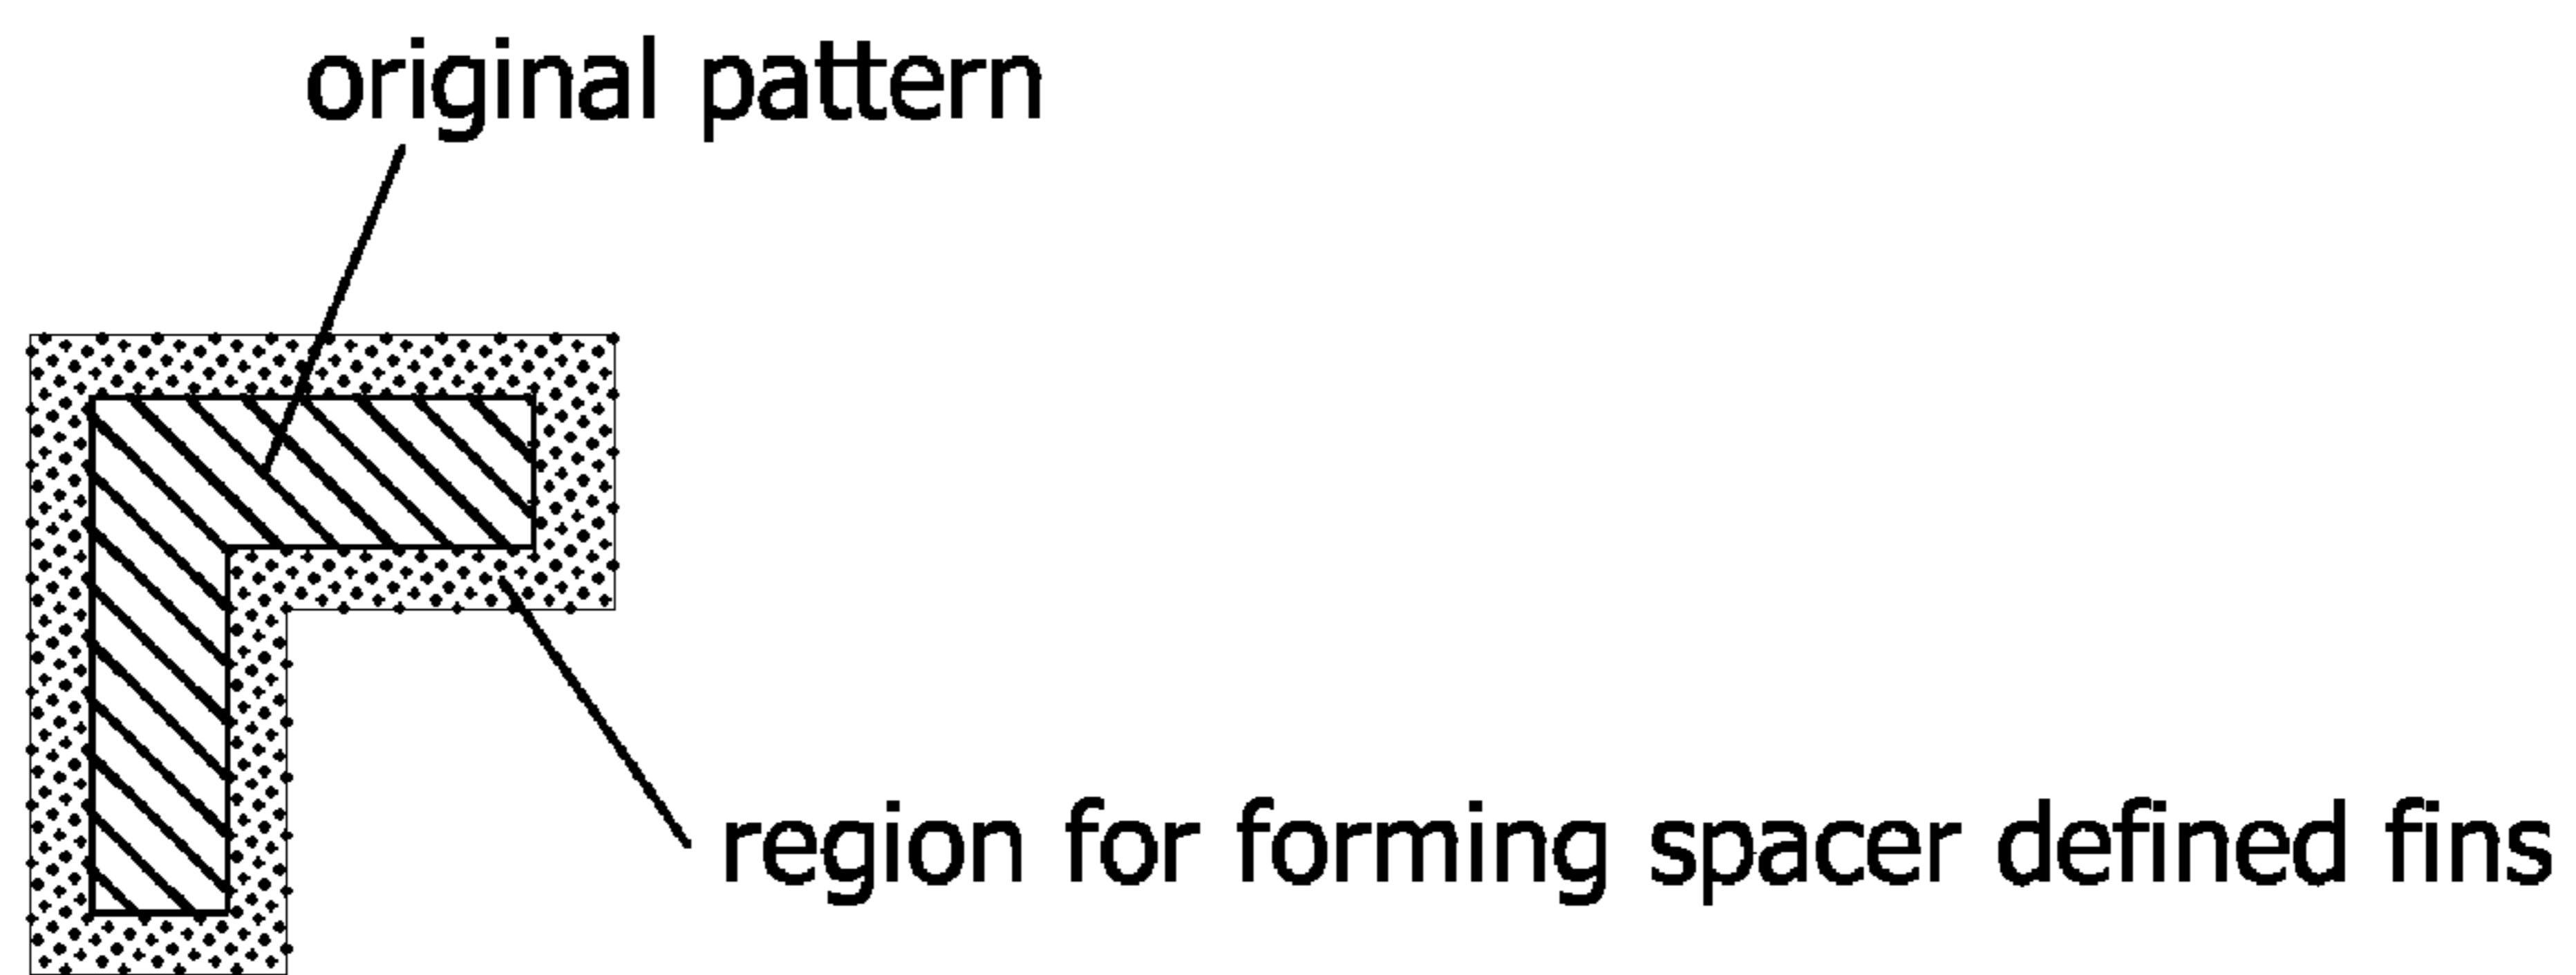 original pattern
region for forming spacer defined fins